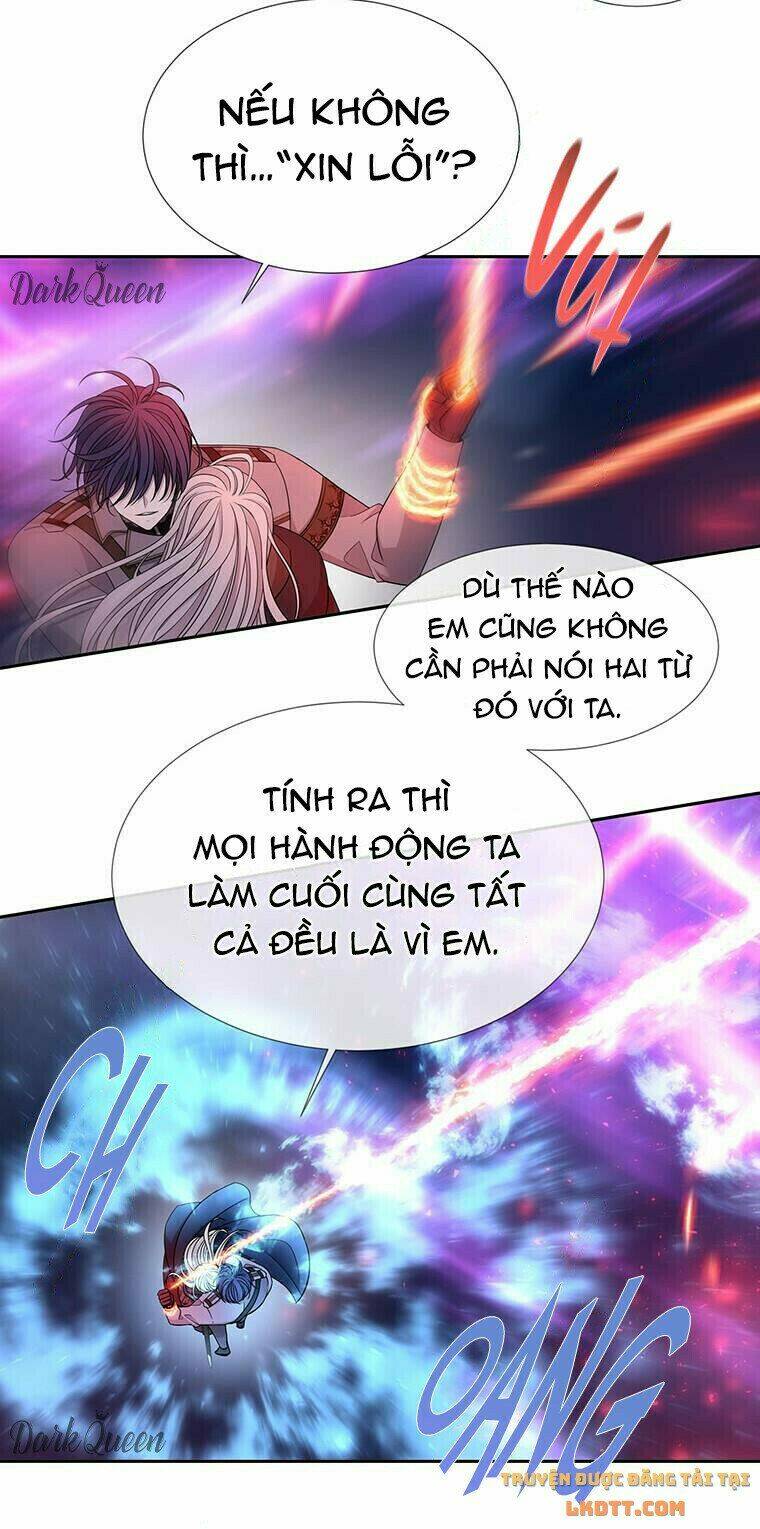 NẾU KHÔNG
THÌ..."XIN LỖI"?
VÚT
DarkQueen
DÙ THẾ NÀO
EM CŨNG KHÔNG
CẦN PHẢI NÓI HAI TỪ
ĐÓ VỚI TA.
TÍNH RA THÌ
MỌI HÀNH ĐỘNG TA
LÀM CUỐI CÙNG TẤT
CẢ ĐỀU LÀ VÌ EM.
CH
OANG
DarkQueen
TRUYỆN ĐƯỢC ĐĂNG TẢI TẠI
LKDTT.COM